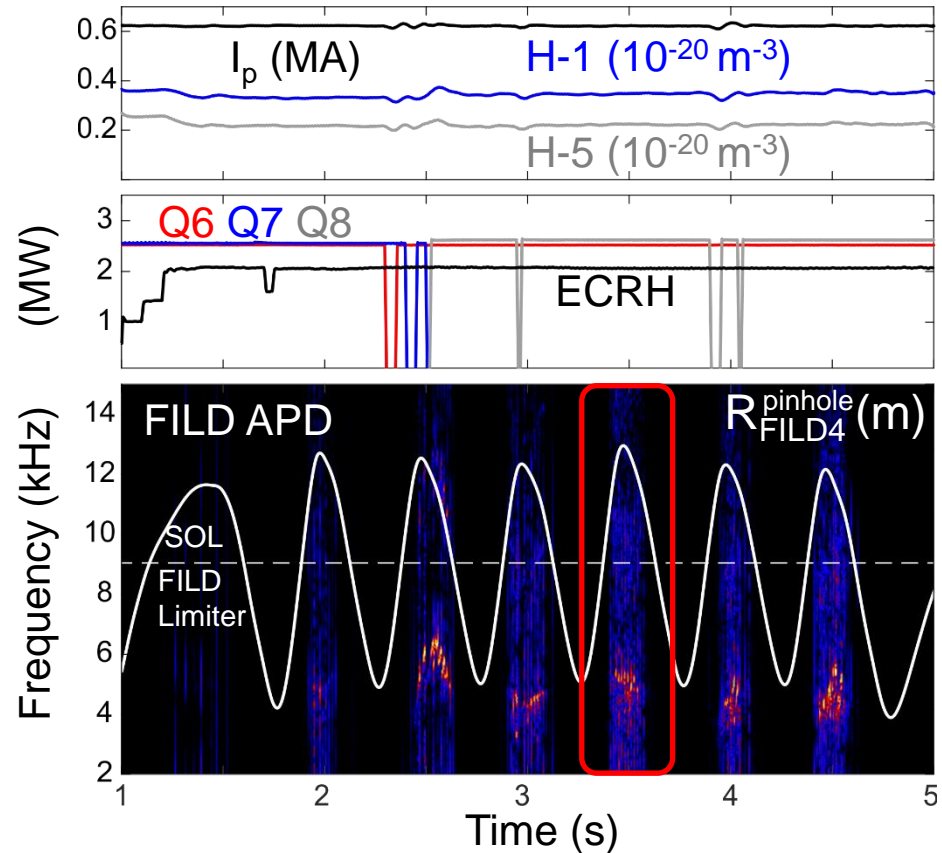 0.6
I_p (MA)
H-1 (10^-20 m^-3)
0.4
0.2
H-5 (10^-20 m^-3)
(MW)
3
Q6 Q7 Q8
2
ECRH
1
Frequency (kHz)
14
FILD APD
R^pinhole_FILD4 (m)
12
10
SOL
8
FILD
Limiter
6
4
2
1 2 3 4 5
Time (s)